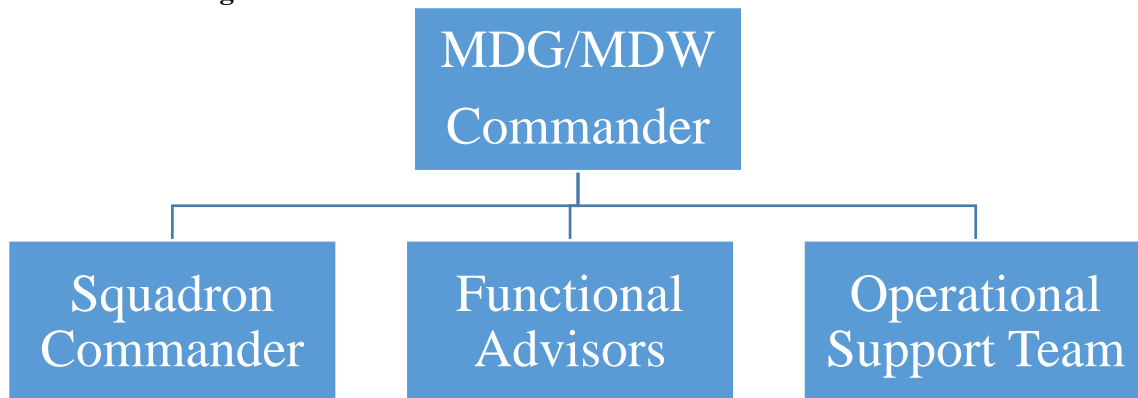 MDG/MDW
Commander
Squadron
Commander
Functional
Advisors
Operational
Support Team